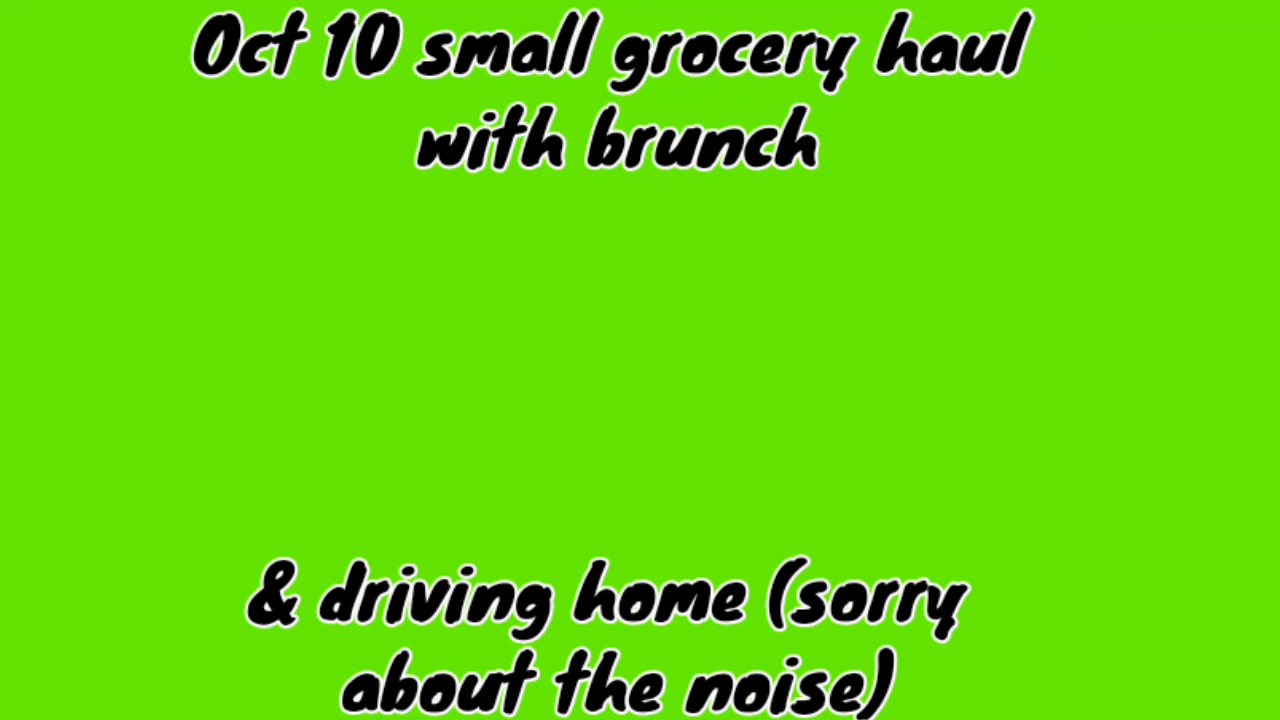 Oct 10 small grocery haul
with brunch
& driving home (sorry
about the noise)